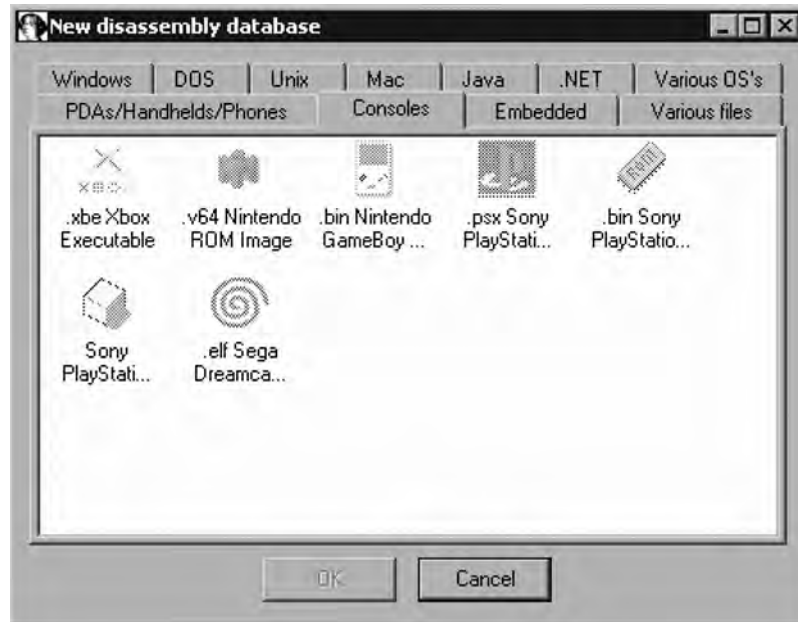 New disassembly database
Windows DOS Unix Mac Java .NET Various OS's
PDAs/Handhelds/Phones Consoles Embedded Various files
.xbe Xbox Executable
.v64 Nintendo ROM Image
.bin Nintendo GameBoy ...
.psx Sony PlayStati...
.bin Sony PlayStatio...
Sony PlayStati...
.elf Sega Dreamca...
OK Cancel